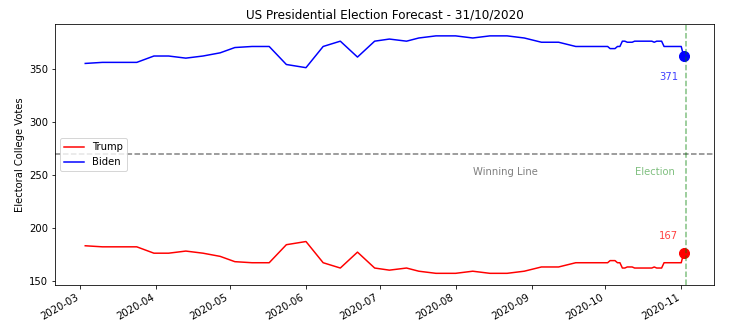 US Presidential Election Forecast - 31/10/2020
Electoral College Votes
350
300
250
200
150
Trump
Biden
371
Winning Line
Election
167
2020-03
2020-04
2020-05
2020-06
2020-07
2020-08
2020-09
2020-10
2020-11